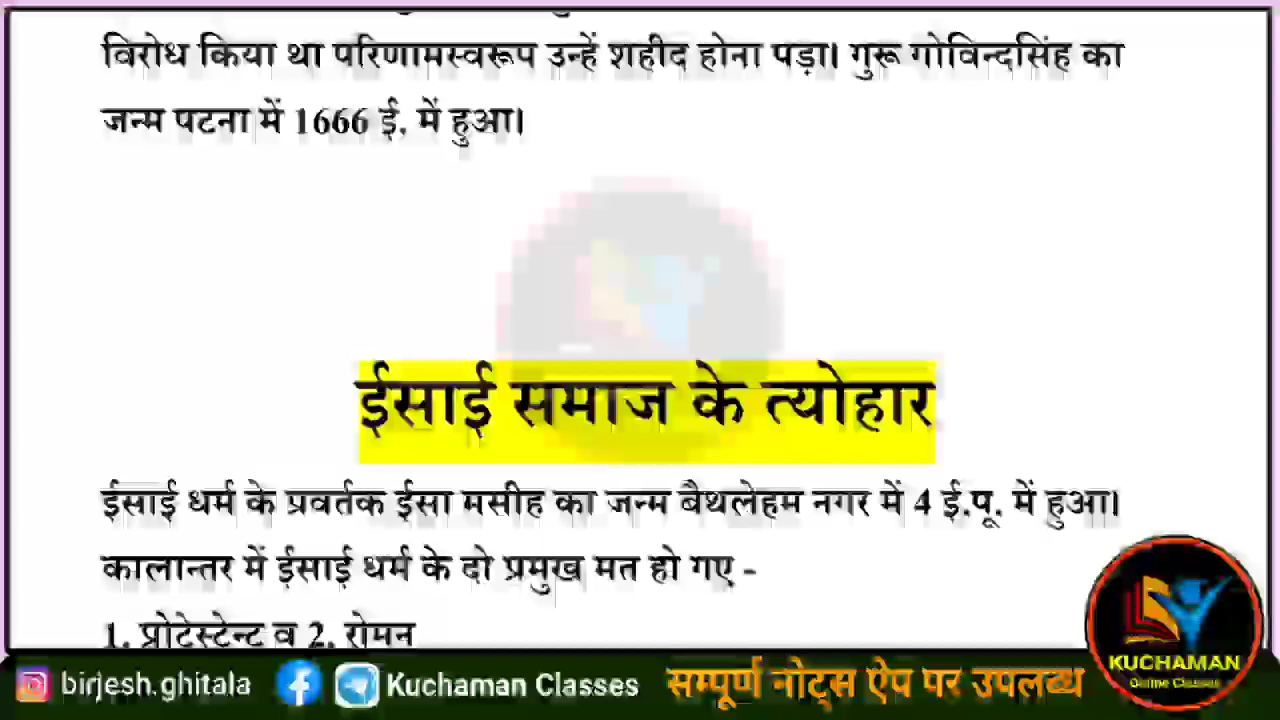 विरोध किया था परिणामस्वरूप उन्हें शहीद होना पड़ा। गुरू गोविन्दसिंह का
जन्म पटना में 1666 ई. में हुआ।
ईसाई समाज के त्योहार
ईसाई धर्म के प्रवर्तक ईसा मसीह का जन्म बैथलेहम नगर में 4 ई.पू. में हुआ।
कालान्तर में ईसाई धर्म के दो प्रमुख मत हो गए -
1. प्रोटेस्टेन्ट व 2. रोमन
KUCHAMAN
Online Classes
birjesh.ghitala
Kuchaman Classes
सम्पूर्ण नोट्स ऐप पर उपलब्ध